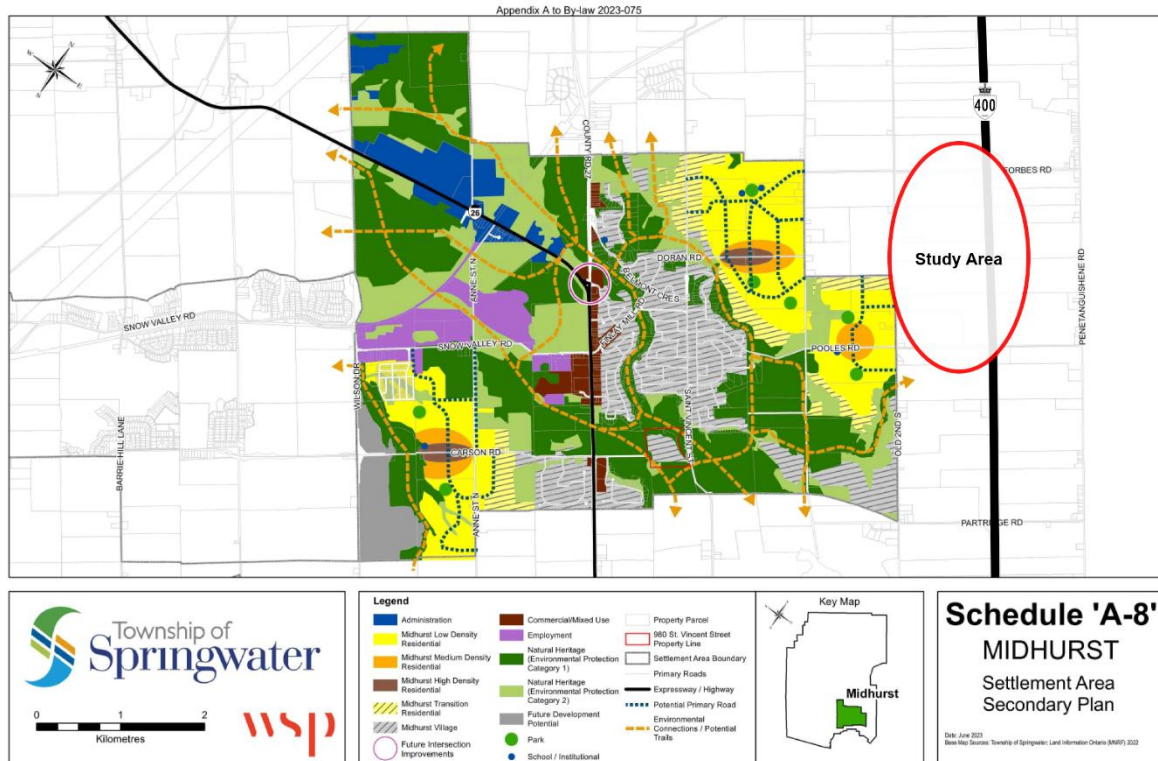 Appendix A to By-law 2023-075
W
N
S
E
COUNTY RD 27
400
FORBES RD
26
DORAN RD
Study Area
BELMONT CRES
ANNE ST N
FINLAY MILL RD
PENETANGUISHENE RD
SNOW VALLEY RD
SNOW VALLEY RD
POOLES RD
WILSON DR
SAINT VINCENT ST
OLD 2ND S
BARRIE HILL LANE
CARSON RD
ANNE ST N
PARTRIDGE RD
Township of
Springwater
0 1 2
Kilometres
wsp
Legend
Administration
Midhurst Low Density
Residential
Midhurst Medium Density
Residential
Midhurst High Density
Residential
Midhurst Transition
Residential
Midhurst Village
Future Intersection
Improvements
Commercial/Mixed Use
Employment
Natural Heritage
(Environmental Protection
Category 1)
Natural Heritage
(Environmental Protection
Category 2)
Future Development
Potential
Park
School / Institutional
Property Parcel
980 St. Vincent Street
Property Line
Settlement Area Boundary
Primary Roads
Expressway / Highway
Potential Primary Road
Environmental
Connections / Potential
Trails
Key Map
Midhurst
Schedule 'A-8'
MIDHURST
Settlement Area
Secondary Plan
Date: June 2023
Base Map Sources: Township of Springwater; Land Information Ontario (MNRF) 2022